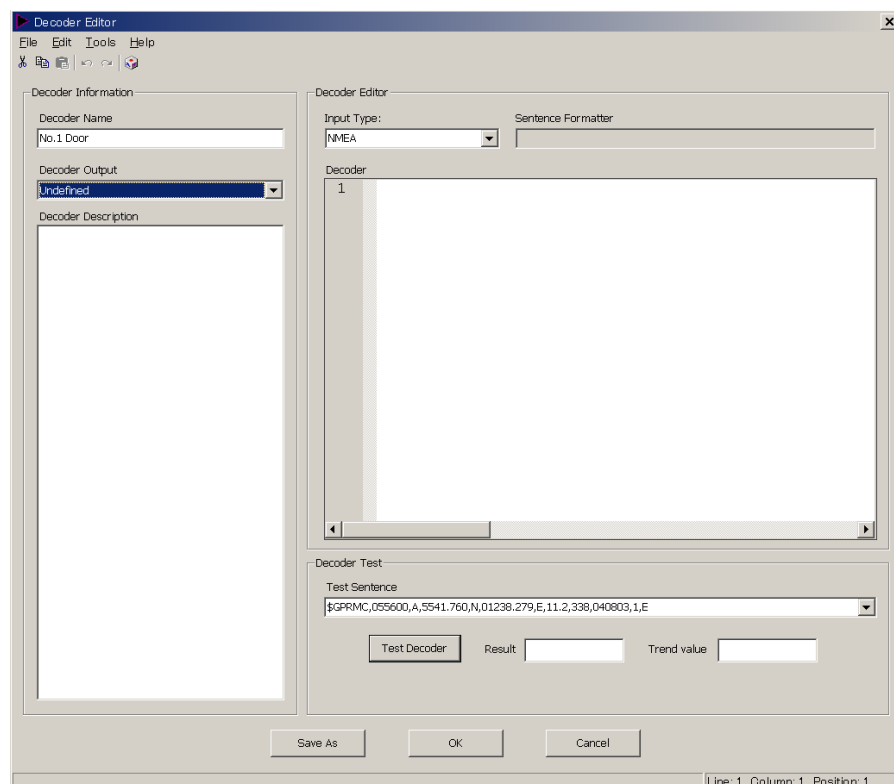 Decoder Editor
File Edit Tools Help
Decoder Information
Decoder Name
No.1 Door
Decoder Output
Undefined
Decoder Description
Decoder Editor
Input Type:
Sentence Formatter
NMEA
Decoder
1
Decoder Test
Test Sentence
$GPRMC,055600,A,5541.760,N,01238.279,E,11.2,338,040803,1,E
Test Decoder
Result
Trend value
Save As
OK
Cancel
Line: 1 Column: 1 Position: 1